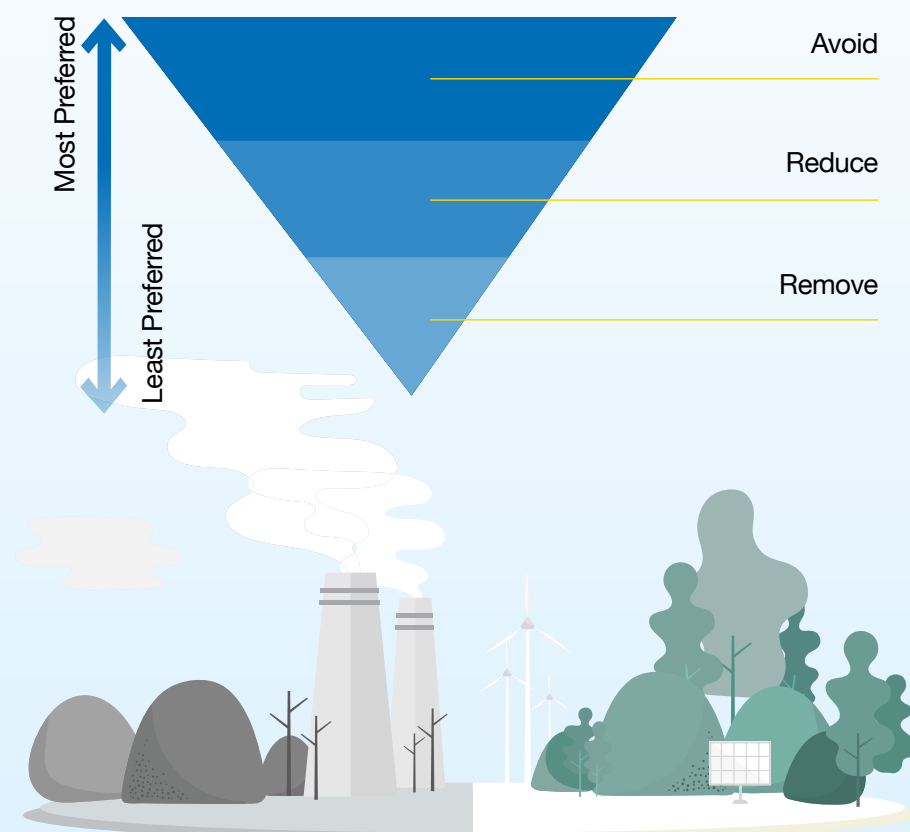 Most Preferred
Least Preferred
Avoid
Reduce
Remove